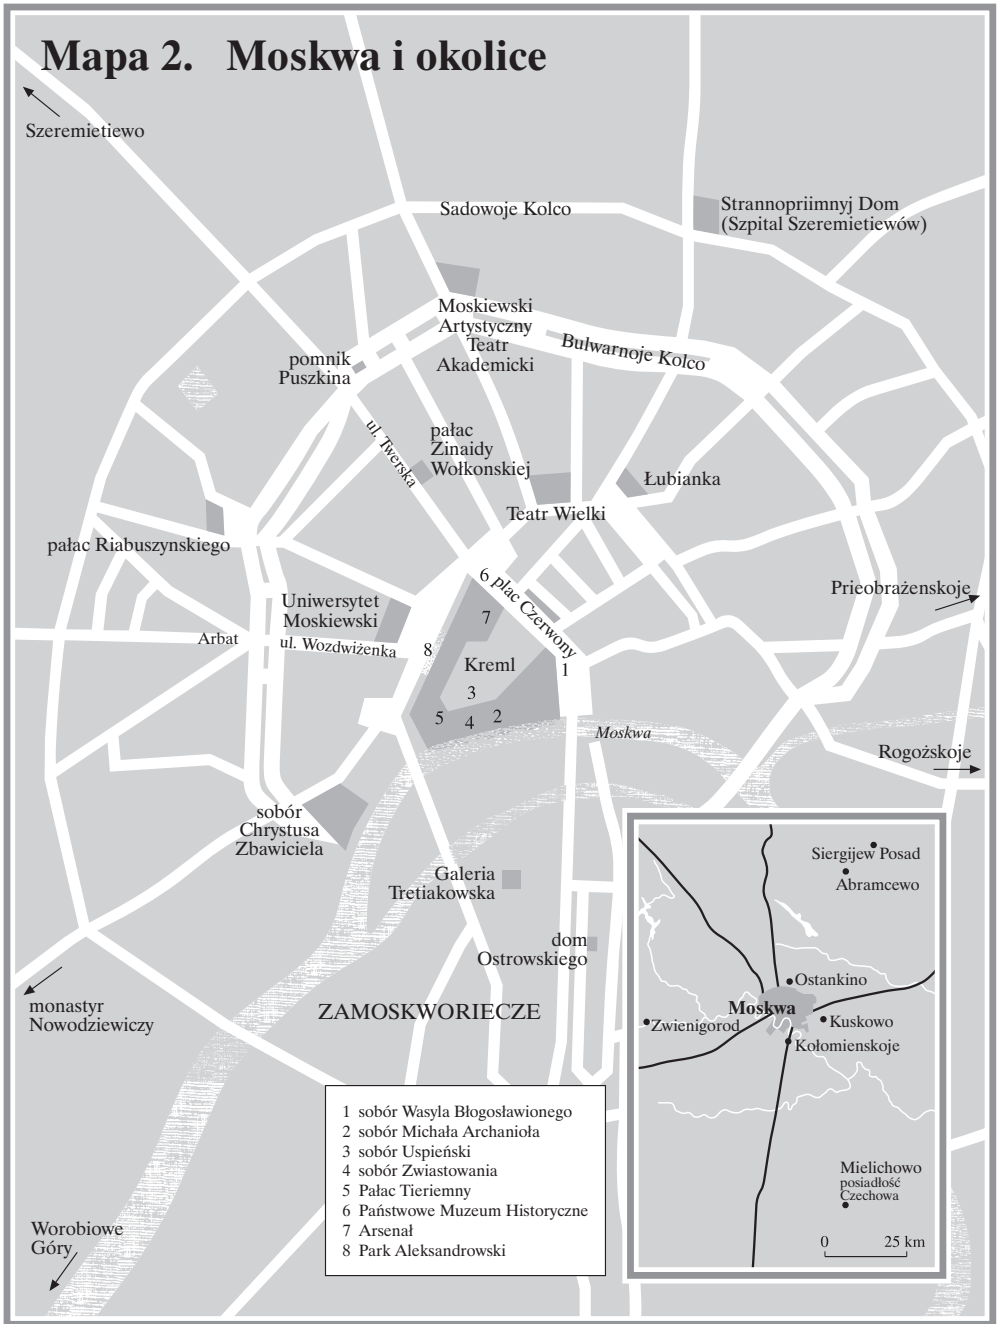 Mapa 2. Moskwa i okolice
Szeremietiewo
Sadowoje Kolco
Strannopriimnyj Dom
(Szpital Szeremietiewów)
Moskiewski
Artystyczny
Teatr
Akademicki
Bulwarnoje Kolco
pomnik
Puszkina
ul. Twerska
pałac
Zinaidy
Wołkonskiej
Łubianka
Teatr Wielki
pałac Riabuszynskiego
6
plac Czerwony
Prieobrażenskoje
Uniwersytet
Moskiewski
7
Arbat
ul. Wozdwiżenka
8
Kreml
1
3
5
4
2
Moskwa
Rogożskoje
sobór
Chrystusa
Zbawiciela
Galeria
Tretiakowska
dom
Ostrowskiego
monastyr
Nowodziewiczy
ZAMOSKWORIECZE
Worobiowe
Góry
1 sobór Wasyla Błogosławionego
2 sobór Michała Archanioła
3 sobór Uspieński
4 sobór Zwiastowania
5 Pałac Tieriemny
6 Państwowe Muzeum Historyczne
7 Arsenał
8 Park Aleksandrowski
Siergijew Posad
Abramcewo
Ostankino
Moskwa
Zwienigorod
Kuskowo
Kołomienskoje
Mielichowo
posiadłość
Czechowa
0 25 km